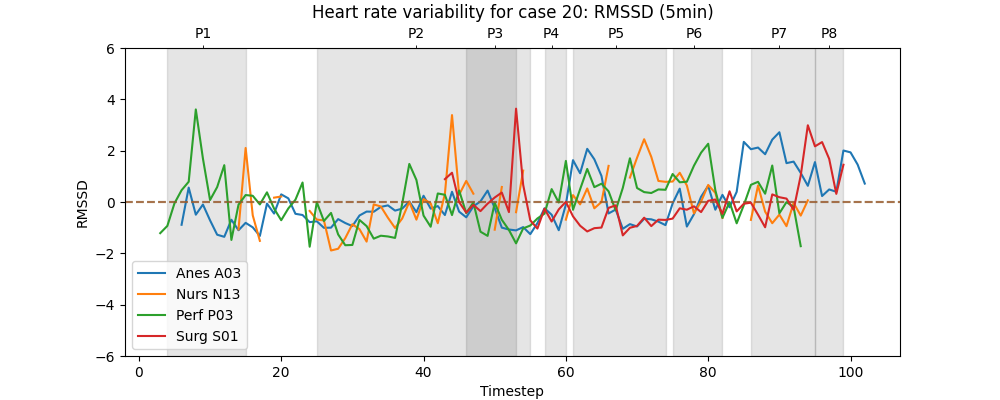 Heart rate variability for case 20: RMSSD (5min)
P1 P2 P3 P4 P5 P6 P7 P8
6
4
2
0
−2
−4
−6
RMSSD
Anes A03
Nurs N13
Perf P03
Surg S01
0 20 40 60 80 100
Timestep